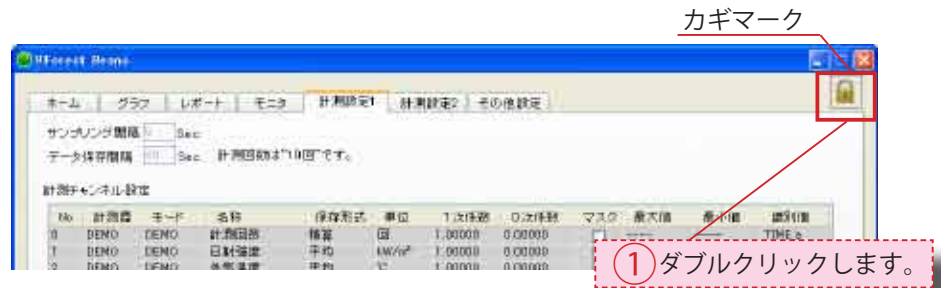 カギマーク
ホーム グラフ レポート モニタ 計測設定1 計測設定2 その他設定
サンプリング間隔 Sec
データ保存間隔 Sec 計測回数は"10回"です。
計測チャンネル設定
No 計測器 モード 名称 保存形式 単位 1次係数 0次係数 マスク 最大値 最小値 識別値
0 DEMO DEMO 計測回数 積算 回 1.00000 0.00000 ---- ---- TIME_a
1 DEMO DEMO 日射強度 平均 kW/m² 1.00000 0.00000
2 DEMO DEMO 外気温度 平均 ℃ 1.00000 0.00000
①ダブルクリックします。